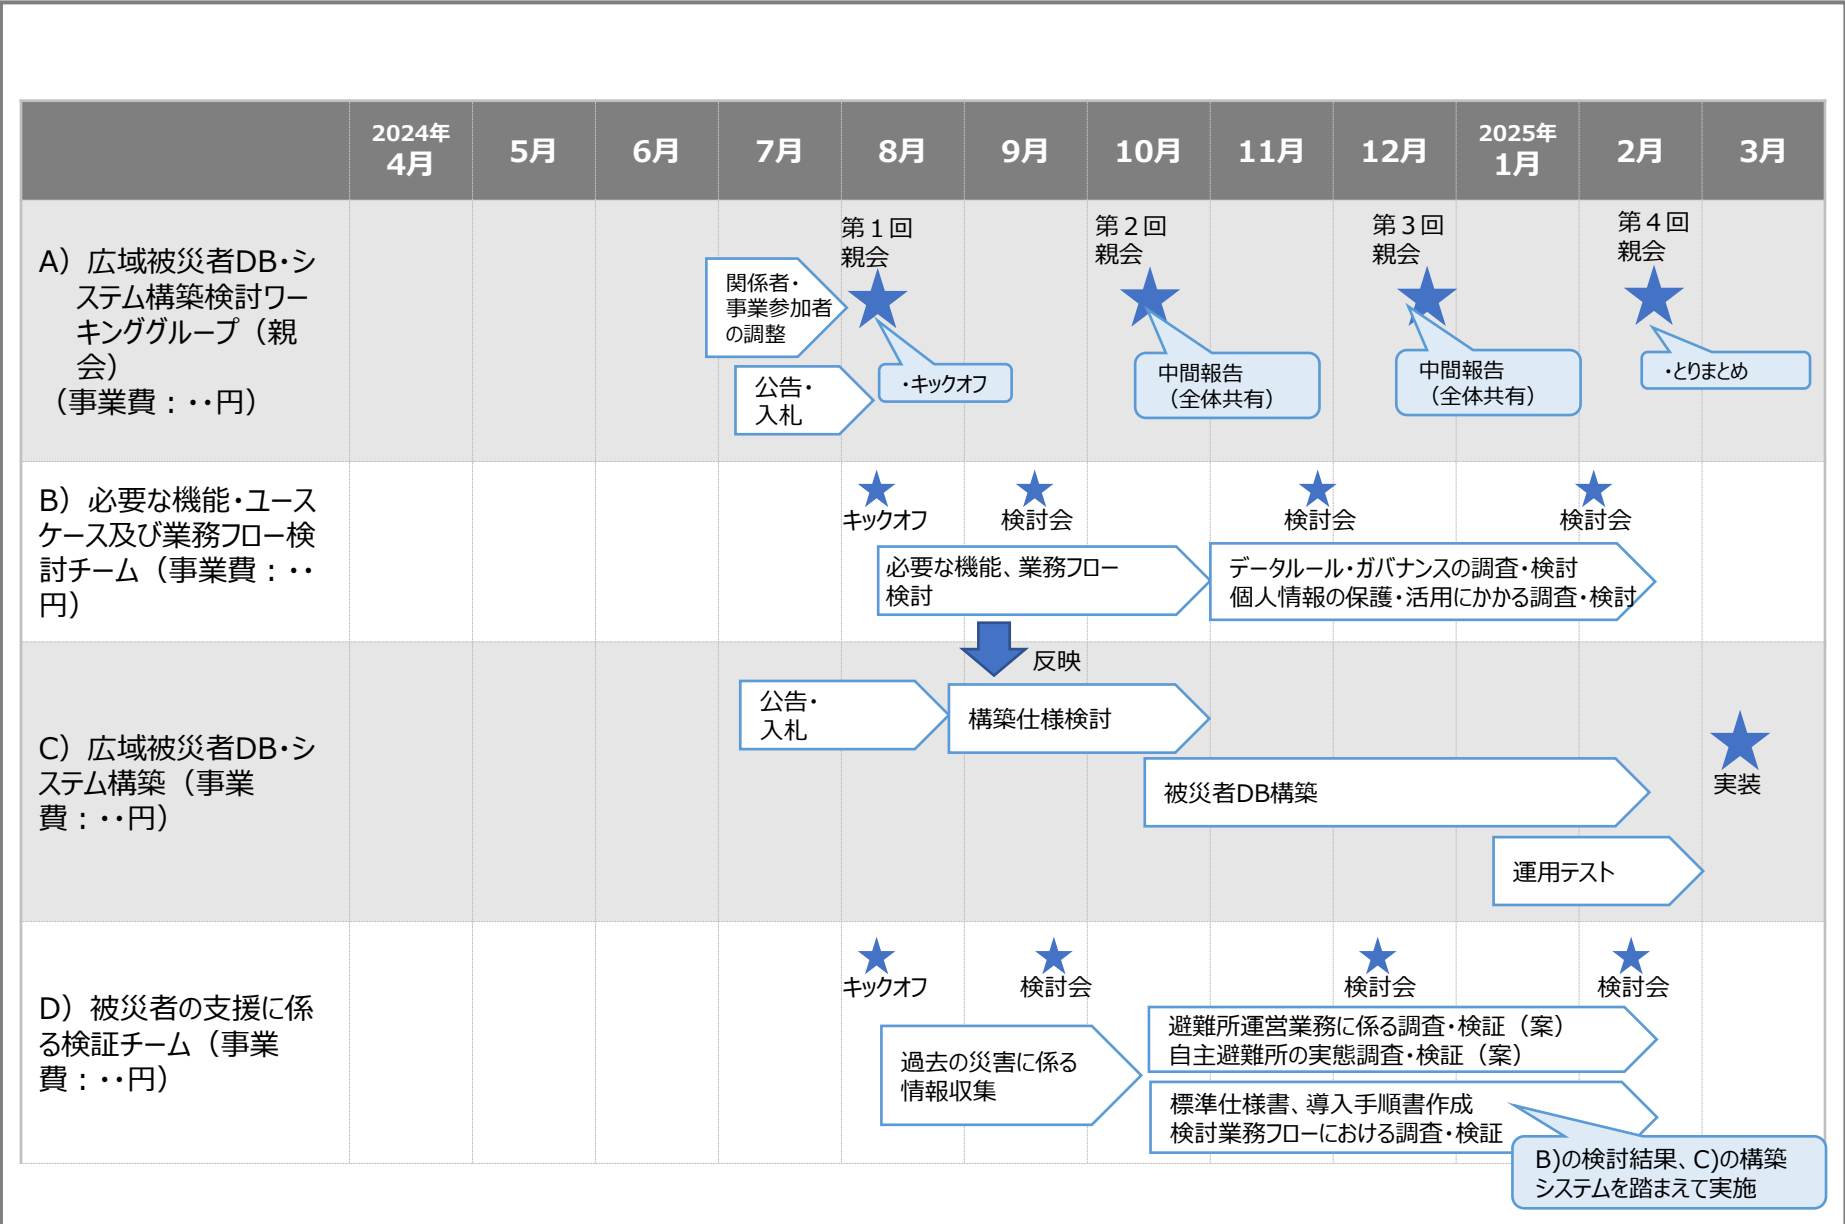 2024年
4月
5月
6月
7月
8月
9月
10月
11月
12月
2025年
1月
2月
3月
A）広域被災者DB・シ
ステム構築検討ワー
キンググループ（親
会）
（事業費：・・円）
関係者・
事業参加者
の調整
公告・
入札
第１回
親会
・キックオフ
第２回
親会
中間報告
（全体共有）
第３回
親会
中間報告
（全体共有）
第４回
親会
・とりまとめ
B）必要な機能・ユース
ケース及び業務フロー検
討チーム（事業費：・・
円）
キックオフ
検討会
検討会
検討会
必要な機能、業務フロー
検討
データルール・ガバナンスの調査・検討
個人情報の保護・活用にかかる調査・検討
反映
C）広域被災者DB・シ
ステム構築（事業
費：・・円）
公告・
入札
構築仕様検討
被災者DB構築
運用テスト
実装
D）被災者の支援に係
る検証チーム（事業
費：・・円）
キックオフ
検討会
検討会
検討会
過去の災害に係る
情報収集
避難所運営業務に係る調査・検証（案）
自主避難所の実態調査・検証（案）
標準仕様書、導入手順書作成
検討業務フローにおける調査・検証
B)の検討結果、C)の構築
システムを踏まえて実施